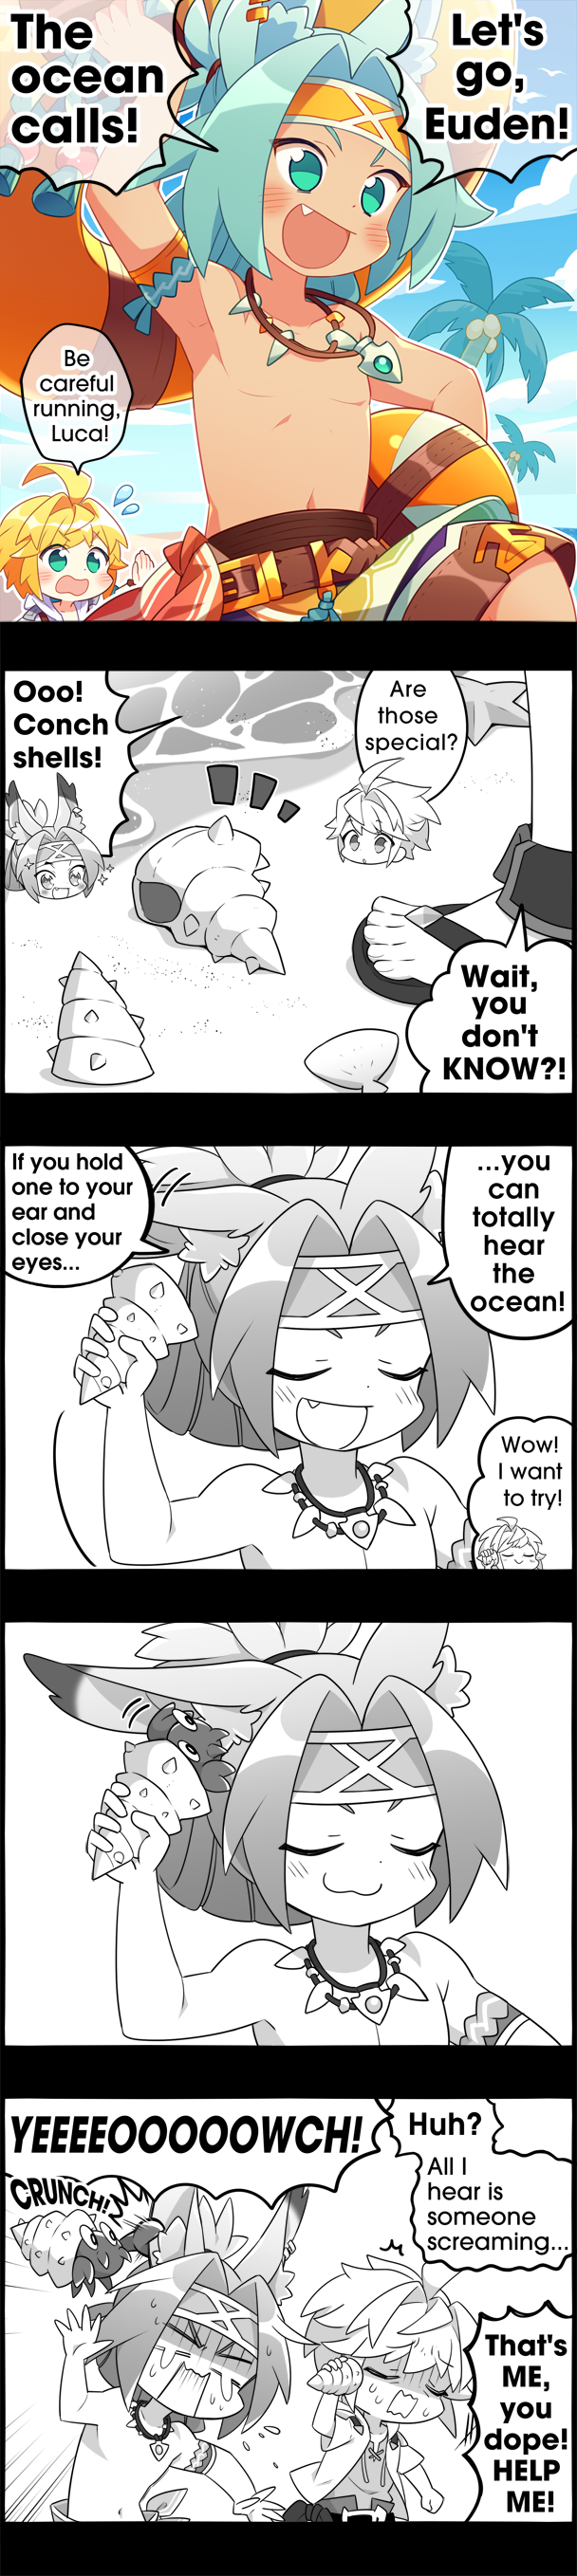 The
ocean
calls!
Let's
go,
Euden!
Be
careful
running,
Luca!
Ooo!
Conch
shells!
Are
those
special?
Wait,
you
don't
KNOW?!
If you hold
one to your
ear and
close your
eyes...
...you
can
totally
hear
the
ocean!
Wow!
I want
to try!
YEEEEOOOOOWCH!
CRUNCH!
Huh?
All I
hear is
someone
screaming...
That's
ME,
you
dope!
HELP
ME!